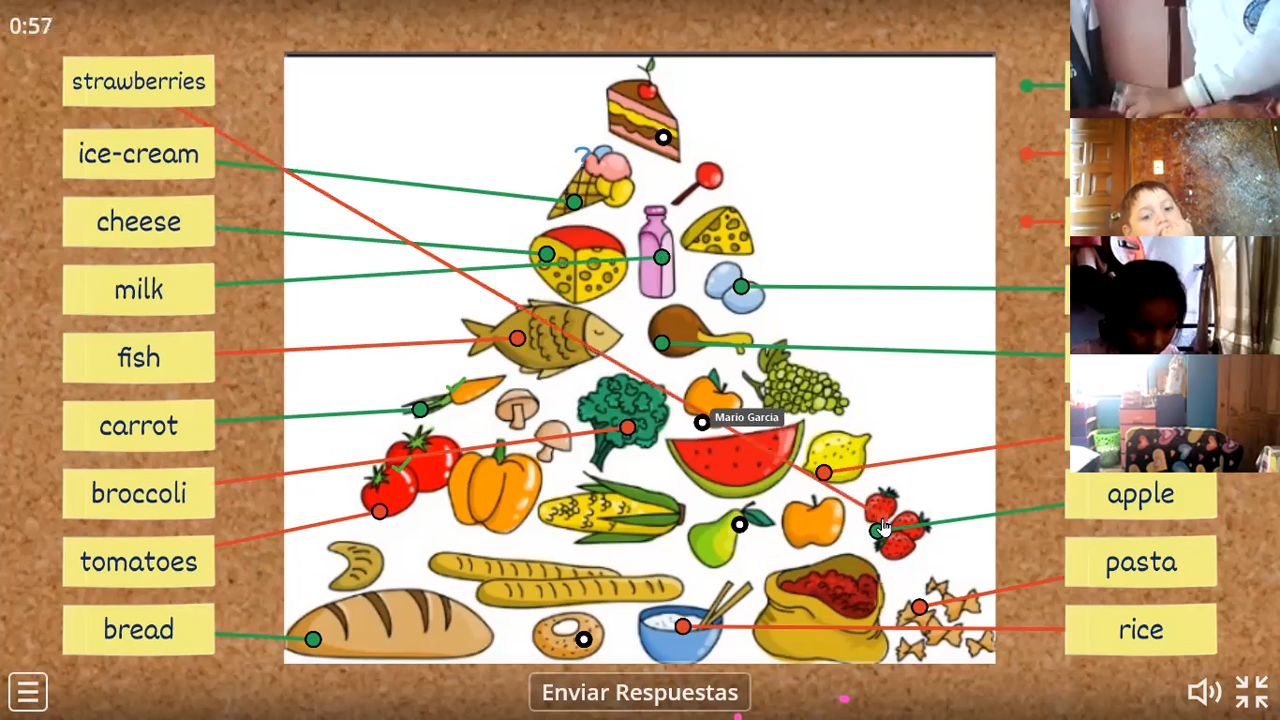 0:57
strawberries
ice-cream
cheese
milk
fish
carrot
broccoli
tomatoes
bread
Mario Garcia
apple
pasta
rice
Enviar Respuestas